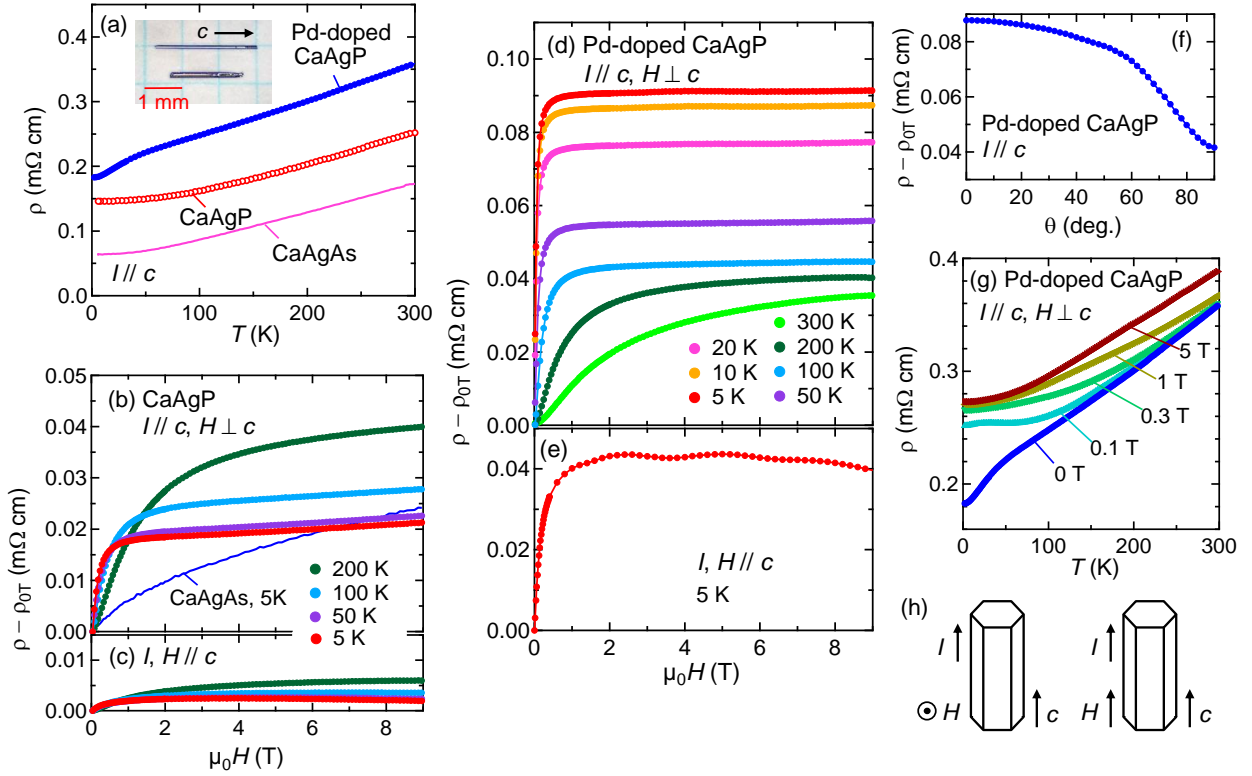 (a)
c
Pd-doped
CaAgP
1 mm
CaAgP
CaAgAs
I // c
0.4
0.3
0.2
0.1
0.0
ρ (mΩ cm)
0 100 200 300
T (K)
(b) CaAgP
I // c, H ⊥ c
0.05
0.04
0.03
0.02
0.01
0.00
ρ − ρ0T (mΩ cm)
CaAgAs, 5K
200 K
100 K
50 K
5 K
(c) I, H // c
0.005
0.000
0 2 4 6 8
μ0H (T)
(d) Pd-doped CaAgP
I // c, H ⊥ c
0.10
0.08
0.06
0.04
0.02
0.00
ρ − ρ0T (mΩ cm)
300 K
20 K 200 K
10 K 100 K
5 K 50 K
(e)
0.04
0.02
0.00
I, H // c
5 K
0 2 4 6 8
μ0H (T)
(f)
0.08
0.06
0.04
ρ − ρ0T (mΩ cm)
Pd-doped CaAgP
I // c
0 20 40 60 80
θ (deg.)
(g) Pd-doped CaAgP
I // c, H ⊥ c
0.4
0.3
0.2
ρ (mΩ cm)
5 T
1 T
0.3 T
0.1 T
0 T
0 100 200 300
T (K)
(h)
I I
H c H c